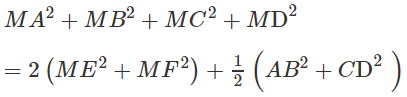 MA² + MB² + MC² + MD²
= 2 (ME² + MF²) + 1/2 (AB² + CD²)